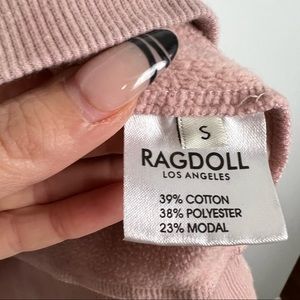 S
RAGDOLL
LOS ANGELES
39% COTTON
38% POLYESTER
23% MODAL